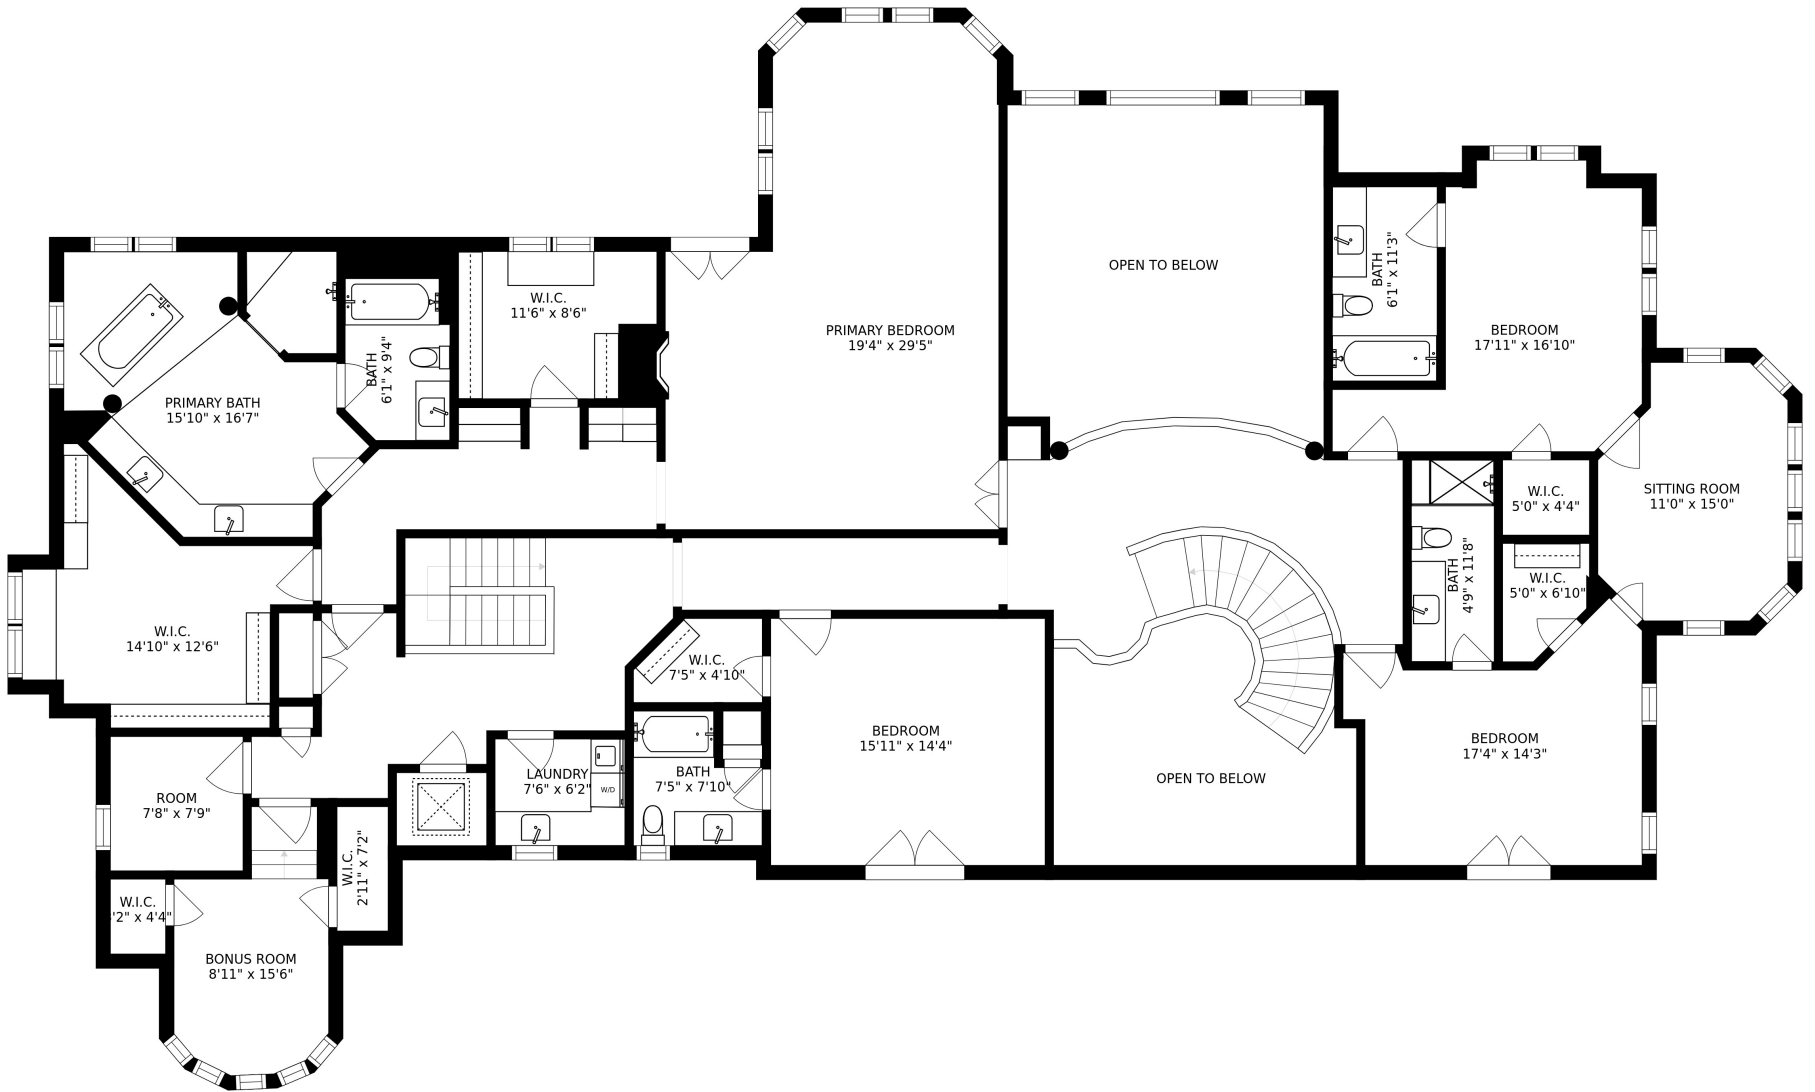 OPEN TO BELOW
BATH
6'1" x 11'3"
W.I.C.
11'6" x 8'6"
PRIMARY BEDROOM
19'4" x 29'5"
BEDROOM
17'11" x 16'10"
BATH
6'1" x 9'4"
PRIMARY BATH
15'10" x 16'7"
SITTING ROOM
11'0" x 15'0"
W.I.C.
5'0" x 4'4"
BATH
4'9" x 11'8"
W.I.C.
5'0" x 6'10"
W.I.C.
14'10" x 12'6"
W.I.C.
7'5" x 4'10"
BEDROOM
15'11" x 14'4"
BEDROOM
17'4" x 14'3"
LAUNDRY
7'6" x 6'2"
W/D
BATH
7'5" x 7'10"
OPEN TO BELOW
ROOM
7'8" x 7'9"
W.I.C.
2'11" x 7'2"
W.I.C.
'2" x 4'4"
BONUS ROOM
8'11" x 15'6"